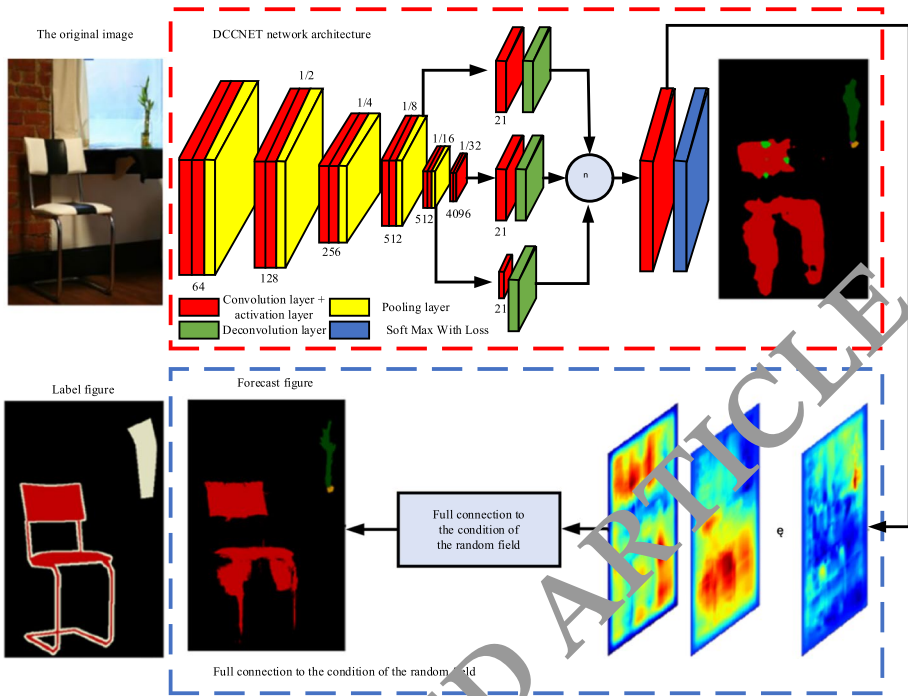 The original image
DCCNET network architecture
1/2
1/4
1/8
1/16
1/32
64
128
256
512
512
4096
21
21
21
n
Convolution layer +
activation layer
Pooling layer
Deconvolution layer
Soft Max With Loss
Label figure
Forecast figure
Full connection to
the condition of
the random field
ę
Full connection to the condition of the random field
ED ARTICLE